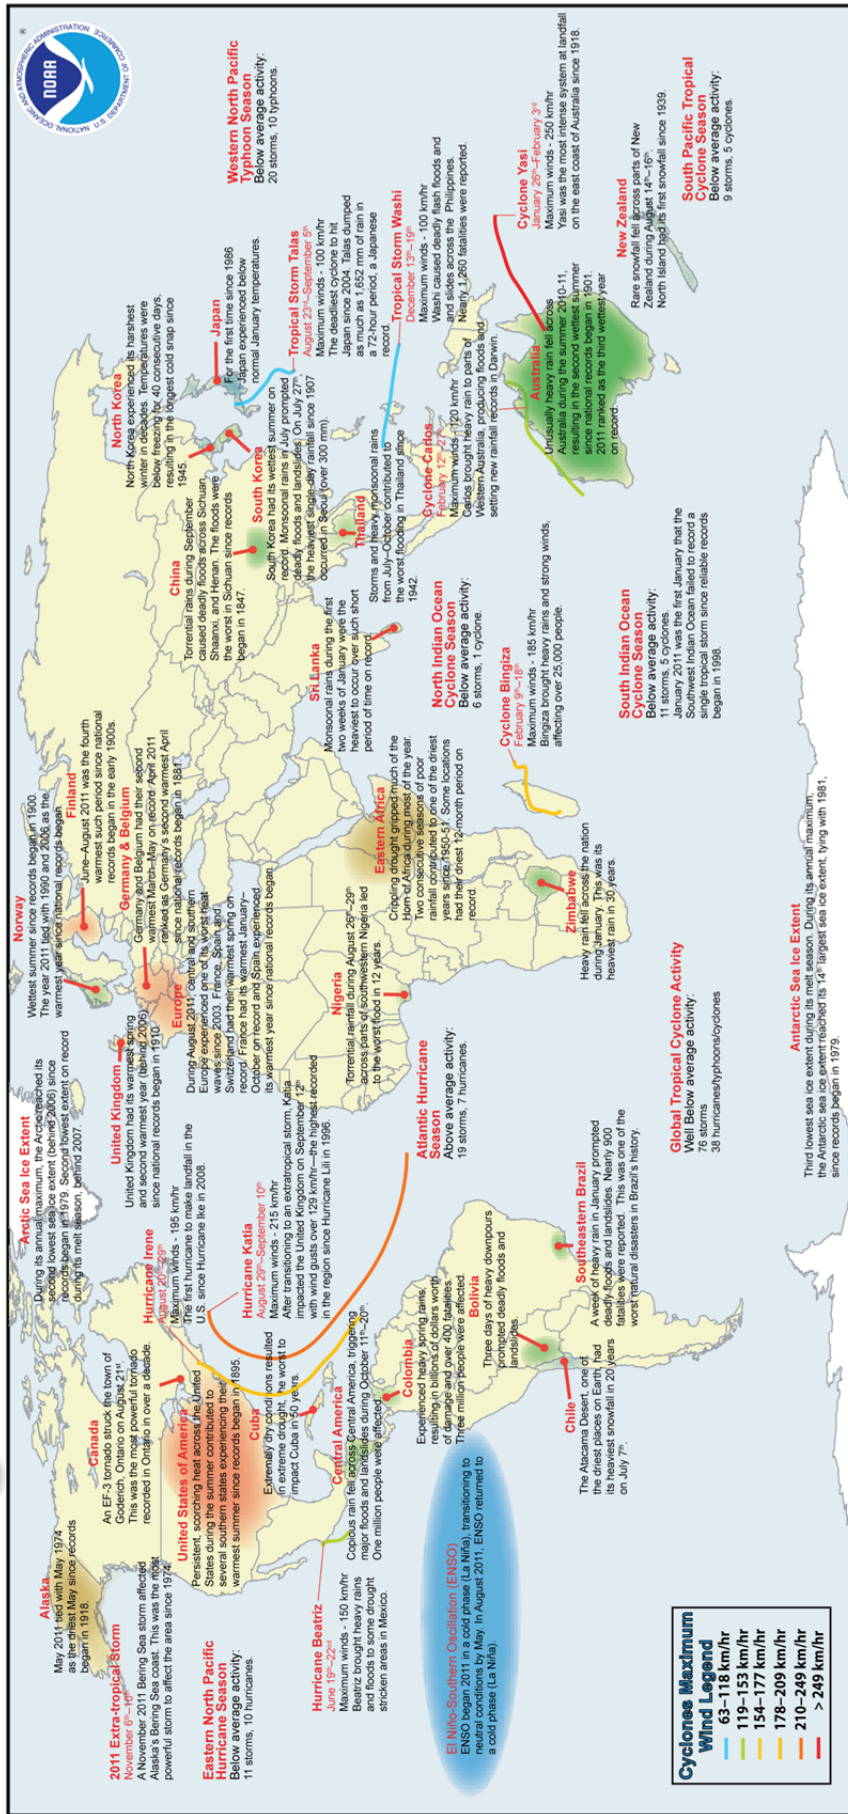 NATIONAL OCEANIC AND ATMOSPHERIC ADMINISTRATION
U.S. DEPARTMENT OF COMMERCE
NOAA
®
Alaska
May 2011 tied with May 1974
as the driest May since records
began in 1918.
2011 Extra-tropical Storm
November 6th–10th
A November 2011 Bering Sea storm affected
Alaska's Bering Sea coast. This was the most
powerful storm to affect the area since 1974.
Eastern North Pacific
Hurricane Season
Below average activity:
11 storms, 10 hurricanes.
Canada
An EF-3 tornado struck the town of
Goderich, Ontario on August 21st.
This was the most powerful tornado
recorded in Ontario in over a decade.
United States of America
Persistent, scorching heat across the United
States during the summer contributed to
several southern states experiencing their
warmest summer since records began in 1895.
Cuba
Extremely dry conditions resulted
in extreme drought, the worst to
impact Cuba in 50 years.
Hurricane Beatriz
June 19th–22nd
Maximum winds - 150 km/hr
Beatriz brought heavy rains
and floods to some drought
stricken areas in Mexico.
Central America
Copious rain fell across Central America, triggering
major floods and landslides during October 11th–20th.
One million people were affected.
Colombia
Experienced heavy spring rains,
resulting in billions of dollars worth
of damage and over 400 fatalities.
Three million people were affected.
El Niño-Southern Oscillation (ENSO)
ENSO began 2011 in a cold phase (La Niña), transitioning to
neutral conditions by May. In August 2011, ENSO returned to
a cold phase (La Niña).
Bolivia
Three days of heavy downpours
prompted deadly floods and
landslides.
Chile
The Atacama Desert, one of
the driest places on Earth, had
its heaviest snowfall in 20 years
on July 7th.
Southeastern Brazil
A week of heavy rain in January prompted
deadly floods and landslides. Nearly 900
fatalities were reported. This was one of the
worst natural disasters in Brazil's history.
Cyclones Maximum
Wind Legend
63–118 km/hr
119–153 km/hr
154–177 km/hr
178–209 km/hr
210–249 km/hr
> 249 km/hr
Arctic Sea Ice Extent
During its annual maximum, the Arctic reached its
second lowest sea ice extent (behind 2006) since
records began in 1979. Second lowest extent on record
during its melt season, behind 2007.
Hurricane Irene
August 20th–29th
Maximum winds - 195 km/hr
The first hurricane to make landfall in the
U.S. since Hurricane Ike in 2008.
Hurricane Katia
August 29th–September 10th
Maximum winds - 215 km/hr
After transitioning to an extratropical storm, Katia
impacted the United Kingdom on September 12th
with wind gusts over 129 km/hr—the highest recorded
in the region since Hurricane Lili in 1996.
Atlantic Hurricane
Season
Above average activity:
19 storms, 7 hurricanes.
United Kingdom
United Kingdom had its warmest spring
and second warmest year (behind 2006)
since national records began in 1910.
Norway
Wettest summer since records began in 1900.
The year 2011 tied with 1990 and 2006 as the
warmest year since national records began.
Finland
June–August 2011 was the fourth
warmest such period since national
records began in the early 1900s.
Germany & Belgium
Germany and Belgium had their second
warmest March–May on record. April 2011
ranked as Germany's second warmest April
since national records began in 1881.
Europe
During August 2011, central and southern
Europe experienced one of its worst heat
waves since 2003. France, Spain and
Switzerland had their warmest spring on
record. France had its warmest January–
October on record and Spain experienced
its warmest year since national records began.
Nigeria
Torrential rainfall during August 26th–29th
across parts of southwestern Nigeria led
to the worst flood in 12 years.
Eastern Africa
Crippling drought gripped much of the
Horn of Africa during most of the year.
Two consecutive seasons of poor
rainfall contributed to one of the driest
years since 1950-51. Some locations
had their driest 12-month period on
record.
Zimbabwe
Heavy rain fell across the nation
during January. This was its
heaviest rain in 30 years.
Cyclone Bingiza
February 9th–18th
Maximum winds - 185 km/hr
Bingiza brought heavy rains and strong winds,
affecting over 25,000 people.
North Indian Ocean
Cyclone Season
Below average activity:
6 storms, 1 cyclone.
South Indian Ocean
Cyclone Season
Below average activity:
11 storms, 5 cyclones.
January 2011 was the first January that the
Southwest Indian Ocean failed to record a
single tropical storm since reliable records
began in 1998.
Global Tropical Cyclone Activity
Well Below average activity:
76 storms
38 hurricanes/typhoons/cyclones
Antarctic Sea Ice Extent
Third lowest sea ice extent during its melt season. During its annual maximum,
the Antarctic sea ice extent reached its 14th largest sea ice extent, tying with 1981,
since records began in 1979.
Sri Lanka
Monsoonal rains during the first
two weeks of January were the
heaviest to occur over such short
period of time on record.
China
Torrential rains during September
caused deadly floods across Sichuan,
Shaanxi, and Henan. The floods were
the worst in Sichuan since records
began in 1847.
North Korea
North Korea experienced its harshest
winter in decades. Temperatures were
below freezing for 40 consecutive days,
resulting in the longest cold snap since
1945.
South Korea
South Korea had its wettest summer on
record. Monsoonal rains in July prompted
deadly floods and landslides) On July 27th,
the heaviest single-day rainfall since 1907
occurred in Seoul (over 300 mm).
Japan
For the first time since 1986
Japan experienced below
normal January temperatures.
Thailand
Storms and heavy monsoonal rains
from July–October contributed to
the worst flooding in Thailand since
1942.
Western North Pacific
Typhoon Season
Below average activity:
20 storms, 10 typhoons.
Tropical Storm Talas
August 23rd–September 5th
Maximum winds - 100 km/hr
The deadliest cyclone to hit
Japan since 2004. Talas dumped
as much as 1,652 mm of rain in
a 72-hour period, a Japanese
record.
Tropical Storm Washi
December 13th–19th
Maximum winds - 100 km/hr
Washi caused deadly flash floods and
and slides across the Philippines.
Nearly 1,260 fatalities were reported.
Cyclone Carlos
February 12th–27th
Maximum winds - 120 km/hr
Carlos brought heavy rain to parts of
Western Australia, producing floods and
setting new rainfall records in Darwin.
Australia
Unusually heavy rain fell across
Australia during the summer 2010-11,
resulting in the second wettest summer
since national records began in 1901.
2011 ranked as the third wettest year
on record.
Cyclone Yasi
January 26th–February 3rd
Maximum winds - 250 km/hr
Yasi was the most intense system at landfall
on the east coast of Australia since 1918.
New Zealand
Rare snowfall fell across parts of New
Zealand during August 14th–16th.
North Island had its first snowfall since 1939.
South Pacific Tropical
Cyclone Season
Below average activity:
9 storms, 5 cyclones.